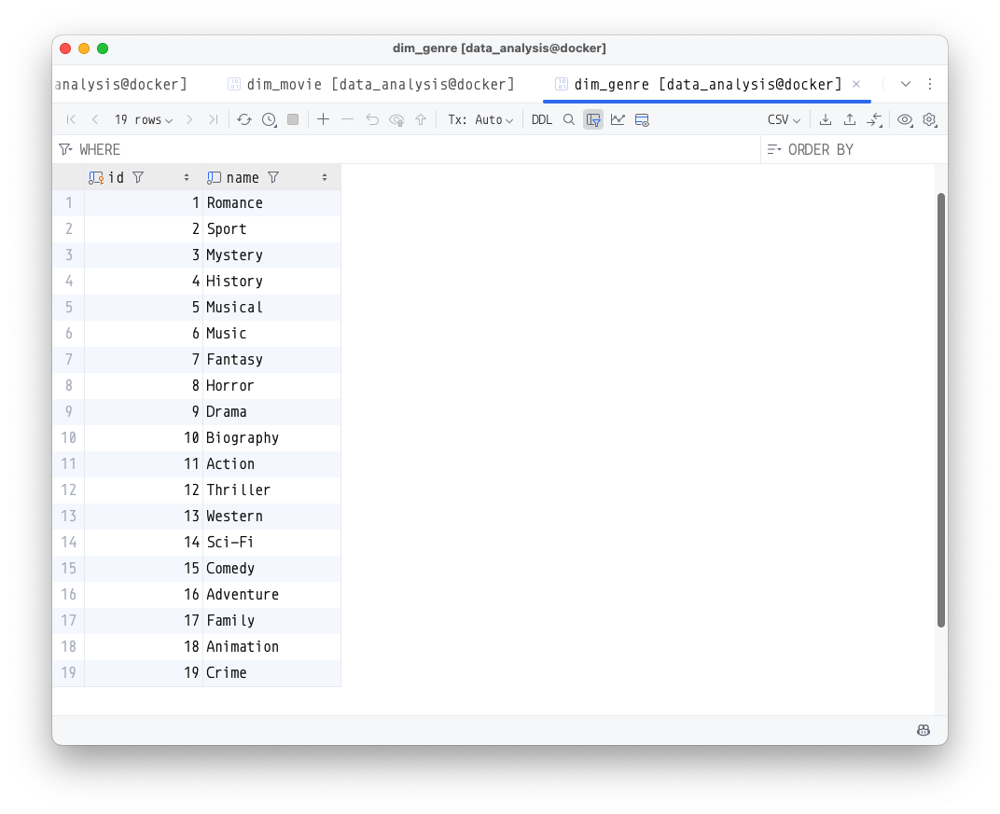 dim_genre [data_analysis@docker]
analysis@docker] dim_movie [data_analysis@docker] dim_genre [data_analysis@docker]
19 rows Tx: Auto DDL CSV
WHERE ORDER BY
id name
1 1 Romance
2 2 Sport
3 3 Mystery
4 4 History
5 5 Musical
6 6 Music
7 7 Fantasy
8 8 Horror
9 9 Drama
10 10 Biography
11 11 Action
12 12 Thriller
13 13 Western
14 14 Sci-Fi
15 15 Comedy
16 16 Adventure
17 17 Family
18 18 Animation
19 19 Crime